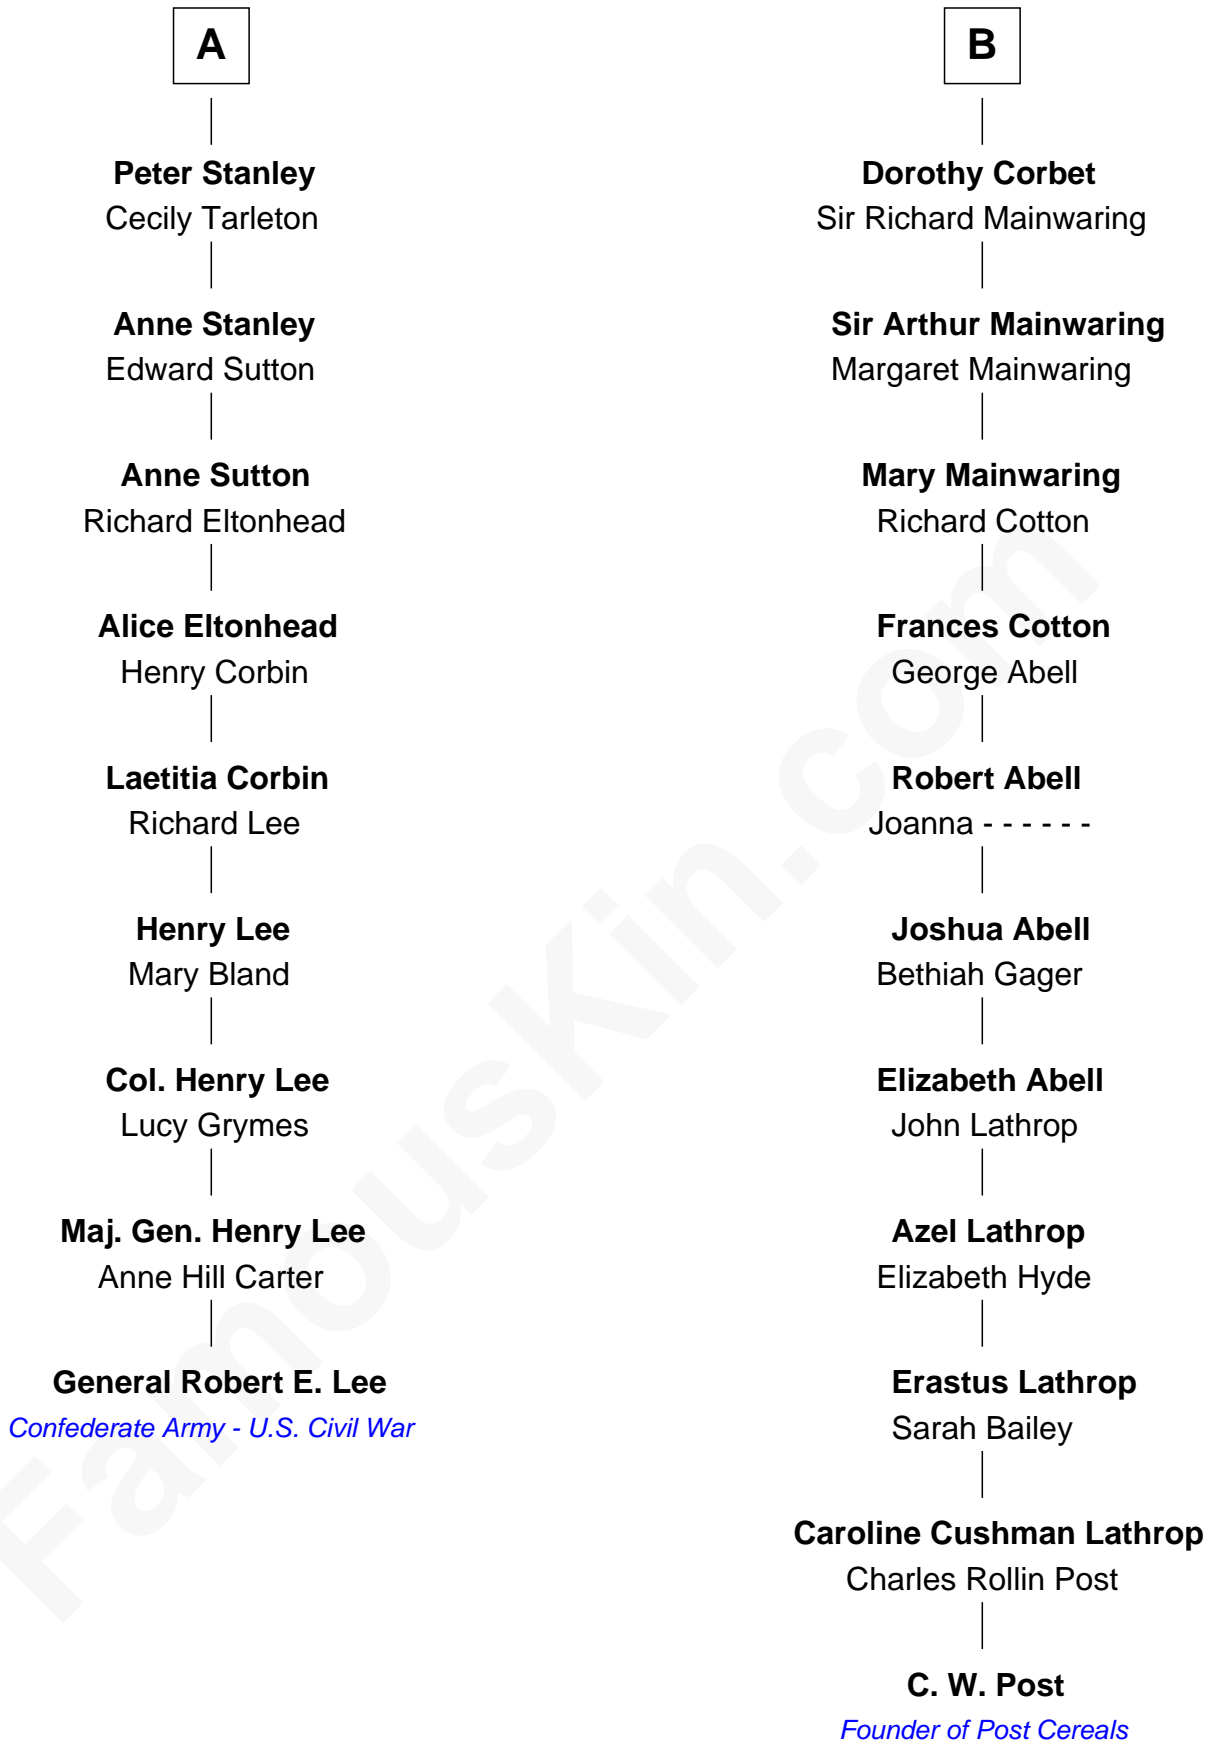 A
Peter Stanley
Cecily Tarleton
Anne Stanley
Edward Sutton
Anne Sutton
Richard Eltonhead
Alice Eltonhead
Henry Corbin
Laetitia Corbin
Richard Lee
Henry Lee
Mary Bland
Col. Henry Lee
Lucy Grymes
Maj. Gen. Henry Lee
Anne Hill Carter
General Robert E. Lee
Confederate Army - U.S. Civil War
B
Dorothy Corbet
Sir Richard Mainwaring
Sir Arthur Mainwaring
Margaret Mainwaring
Mary Mainwaring
Richard Cotton
Frances Cotton
George Abell
Robert Abell
Joanna - - - - - -
Joshua Abell
Bethiah Gager
Elizabeth Abell
John Lathrop
Azel Lathrop
Elizabeth Hyde
Erastus Lathrop
Sarah Bailey
Caroline Cushman Lathrop
Charles Rollin Post
C. W. Post
Founder of Post Cereals
FamousKin.com